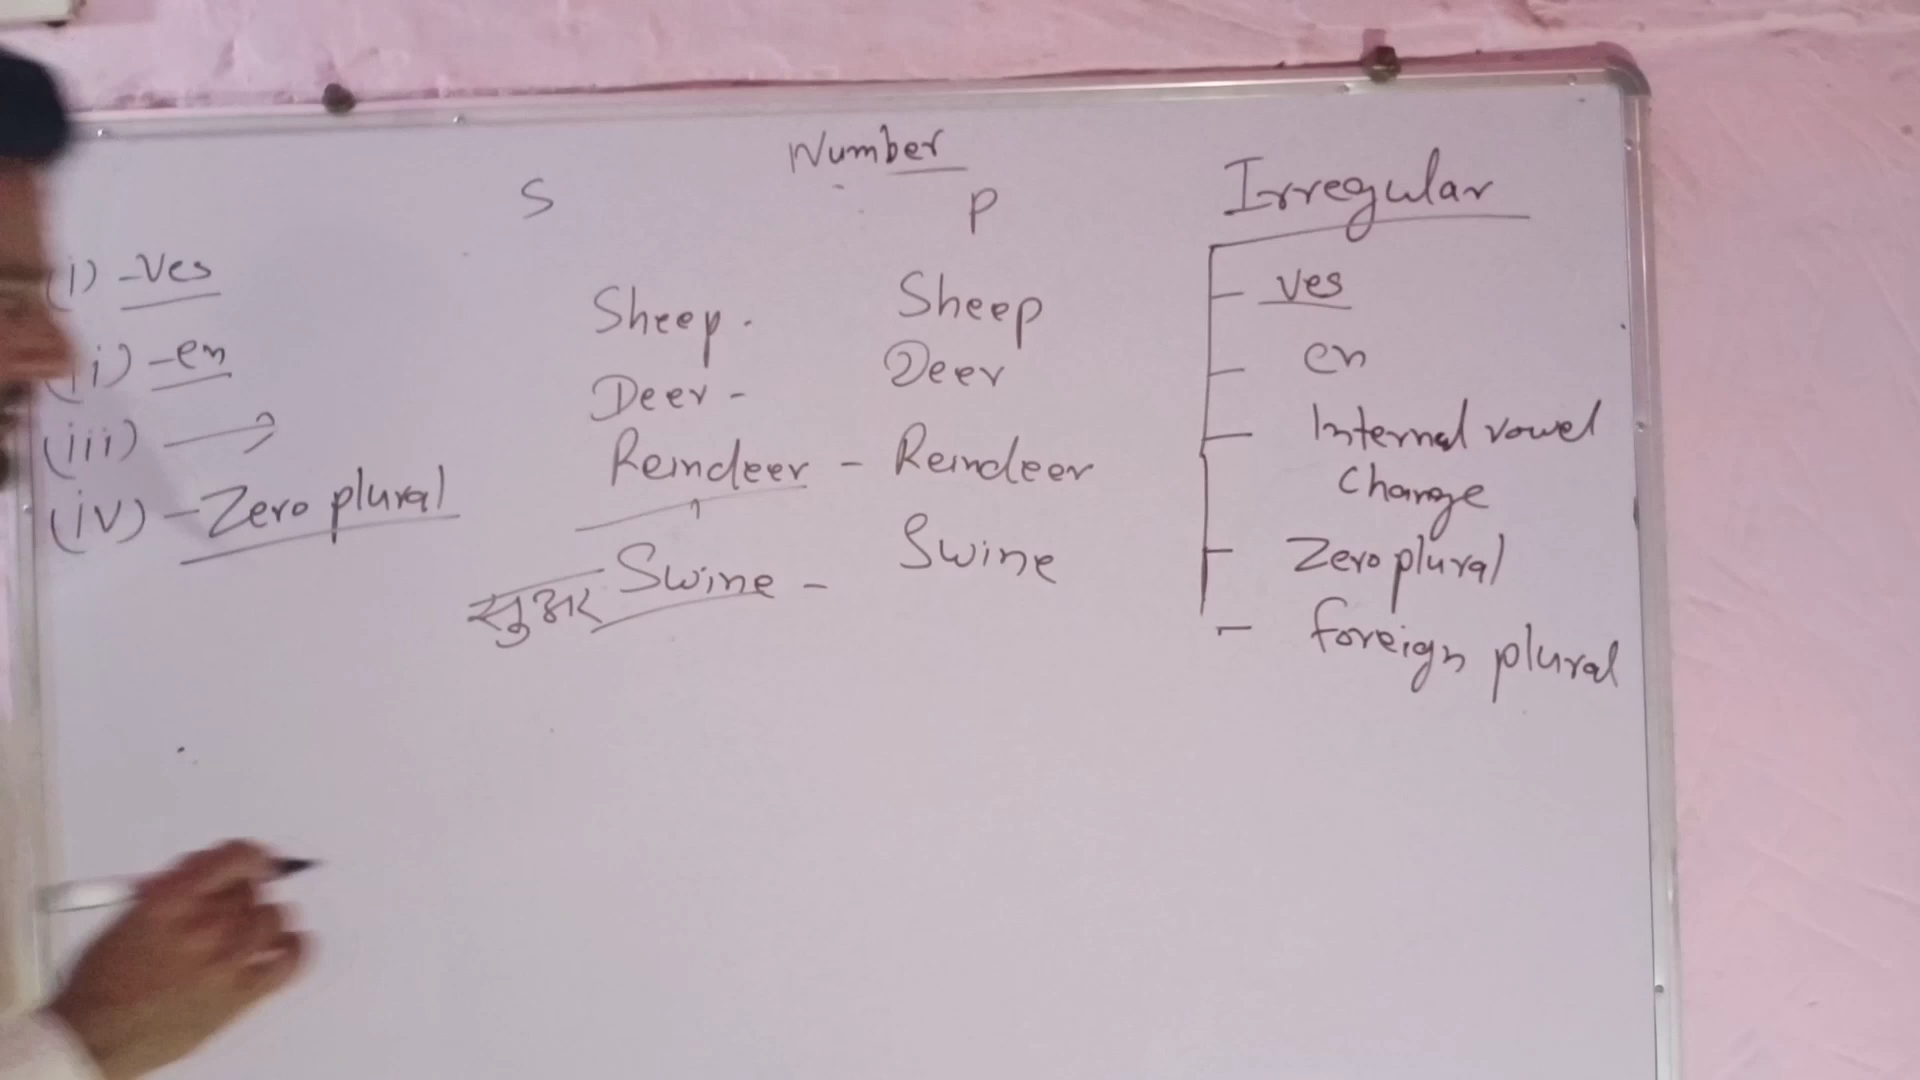 Number
S P
Irregular
(i) -Ves
(ii) -en
(iii) →
(iv) - Zero plural
Sheep. Sheep
Deer - Deer
Reindeer - Reindeer
सुअर Swine - Swine
ves
en
Internal vowel
Change
Zero plural
foreign plural